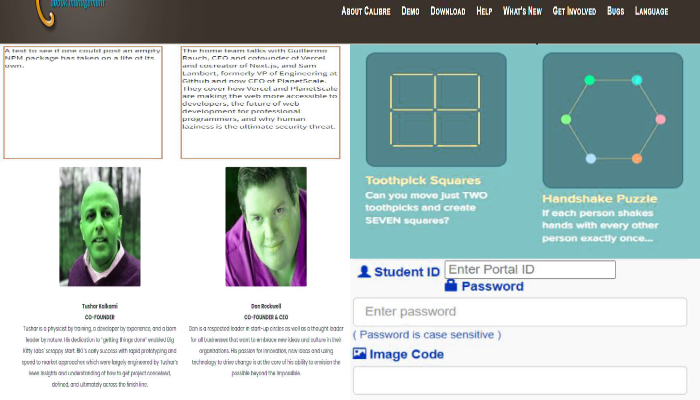 ebook management
About Calibre Demo Download Help What's New Get Involved Bugs Language
A test to see if one could post an empty
NPM package has taken on a life of its
own.
The home team talks with Guillermo
Rauch, CEO and cofounder of Vercel
and cocreator of Next.js, and Sam
Lambert, formerly VP of Engineering at
Github and now CEO of PlanetScale.
They cover how Vercel and PlanetScale
are making the web more accessible to
developers, the future of web
development for professional
programmers, and why human
laziness is the ultimate security threat.
Tushar Kulkarni
CO-FOUNDER
Tushar is a physicist by training, a developer by experience, and a born
leader by nature. His dedication to "getting things done" enabled Big
Kitty Labs' scrappy start. BKL's early success with rapid prototyping and
speed to market approaches which were largely engineered by Tushar's
keen insights and understanding of how to get project conceived,
defined, and ultimately across the finish line.
Dan Rockwell
CO-FOUNDER & CEO
Dan is a respected leader in start-up circles as well as a thought leader
for all businesses that want to embrace new ideas and culture in their
organizations. His passion for innovation, new ideas and using
technology to drive change is at the core of his ability to envision the
possible beyond the impossible.
Toothpick Squares
Can you move just TWO
toothpicks and create
SEVEN squares?
Handshake Puzzle
If each person shakes
hands with every other
person exactly once...
Student ID Enter Portal ID
Password
Enter password
( Password is case sensitive )
Image Code